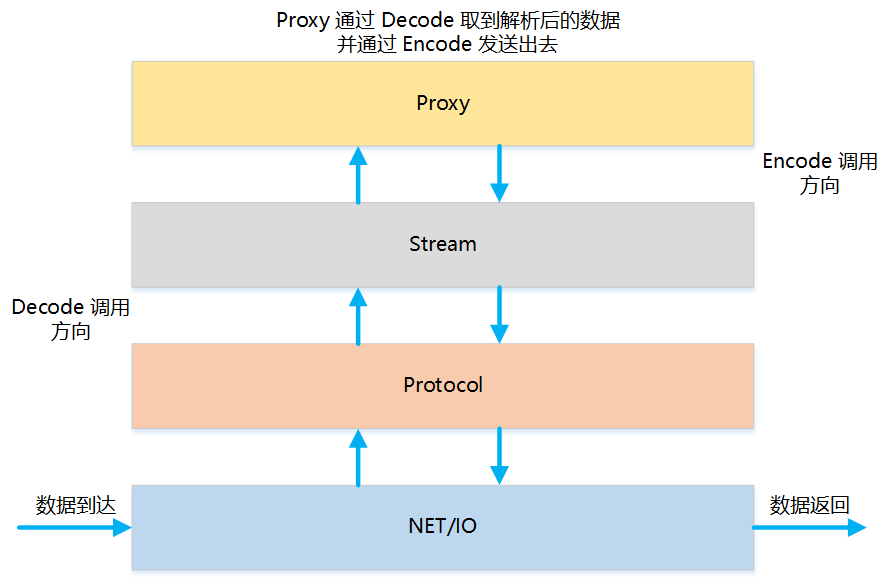 Proxy 通过 Decode 取到解析后的数据
并通过 Encode 发送出去
Proxy
Encode 调用
方向
Stream
Decode 调用
方向
Protocol
数据到达
NET/IO
数据返回